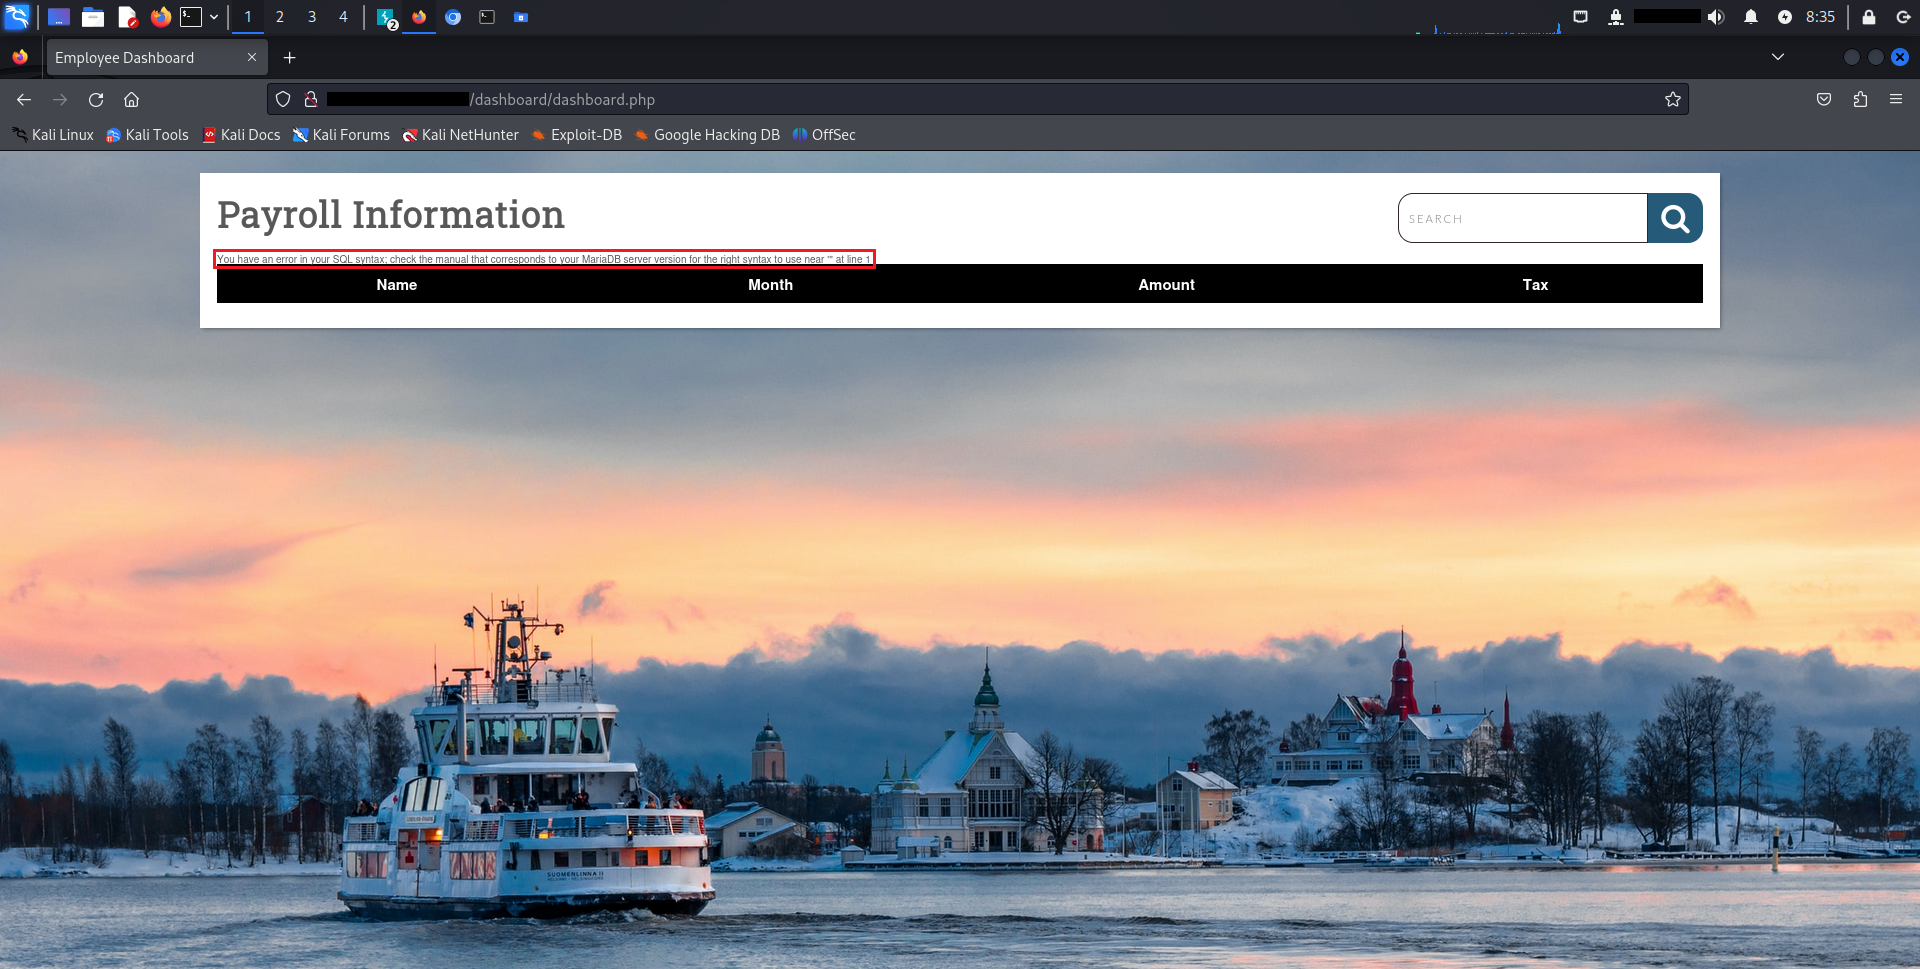 1 2 3 4 2 8:35
Employee Dashboard
/dashboard/dashboard.php
Kali Linux Kali Tools Kali Docs Kali Forums Kali NetHunter Exploit-DB Google Hacking DB OffSec
Payroll Information
SEARCH
You have an error in your SQL syntax; check the manual that corresponds to your MariaDB server version for the right syntax to use near '''' at line 1
Name Month Amount Tax
SUOMENLINNA II